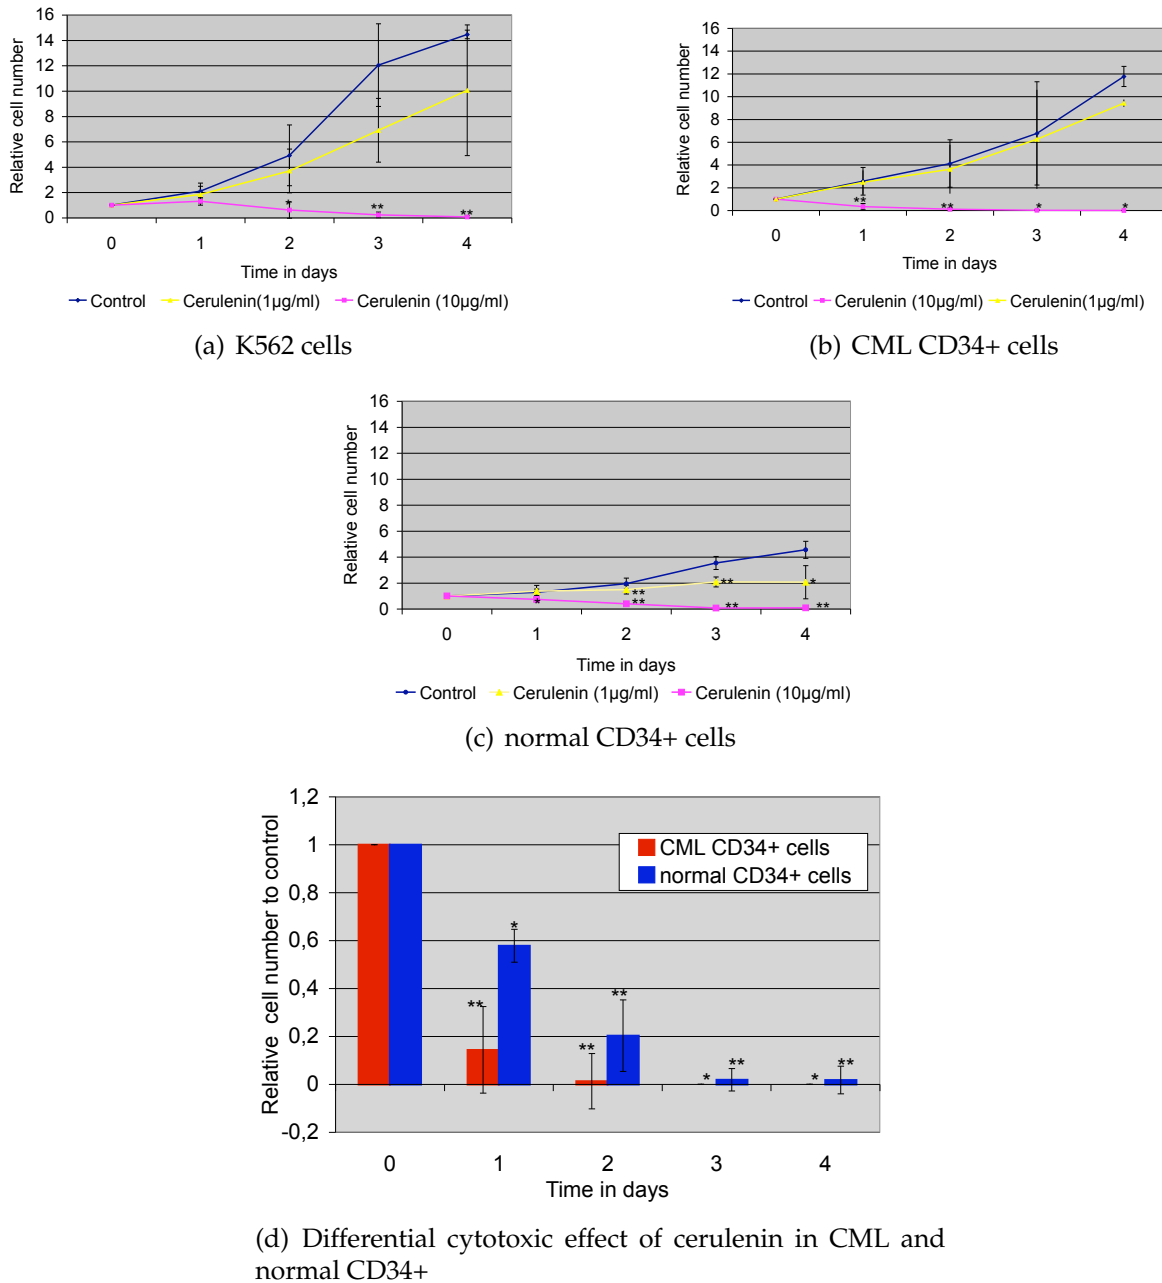 16
14
12
10
8
6
4
2
0
Relative cell number
*
**
**
0 1 2 3 4
Time in days
Control Cerulenin(1µg/ml) Cerulenin (10µg/ml)
(a) K562 cells
16
14
12
10
8
6
4
2
0
Relative cell number
**
**
*
*
0 1 2 3 4
Time in days
Control Cerulenin (10µg/ml) Cerulenin(1µg/ml)
(b) CML CD34+ cells
16
14
12
10
8
6
4
2
0
Relative cell number
** *
**
* ** ** **
0 1 2 3 4
Time in days
Control Cerulenin (1µg/ml) Cerulenin (10µg/ml)
(c) normal CD34+ cells
1,2
1
0,8
0,6
0,4
0,2
0
-0,2
Relative cell number to control
CML CD34+ cells
normal CD34+ cells
*
** **
** * ** * **
0 1 2 3 4
Time in days
(d) Differential cytotoxic effect of cerulenin in CML and
normal CD34+